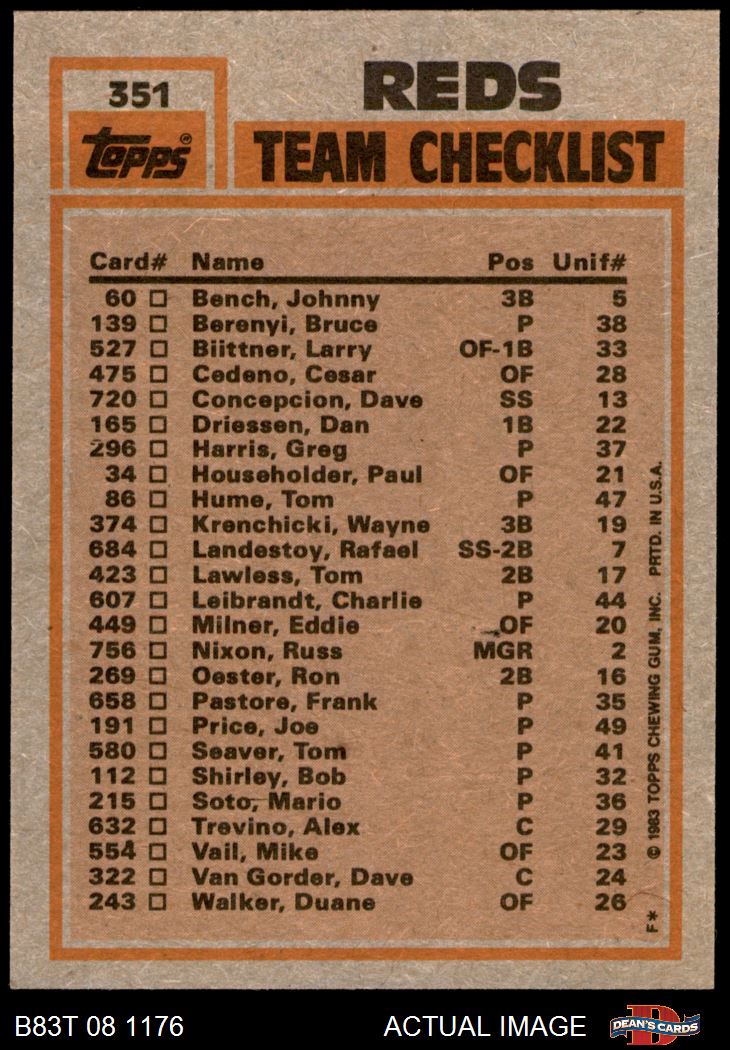 351
REDS
Topps®
TEAM CHECKLIST
Card# Name Pos Unif#
60 □ Bench, Johnny 3B 5
139 □ Berenyi, Bruce P 38
527 □ Biittner, Larry OF-1B 33
475 □ Cedeno, Cesar OF 28
720 □ Concepcion, Dave SS 13
165 □ Driessen, Dan 1B 22
296 □ Harris, Greg P 37
34 □ Householder, Paul OF 21
86 □ Hume, Tom P 47
374 □ Krenchicki, Wayne 3B 19
684 □ Landestoy, Rafael SS-2B 7
423 □ Lawless, Tom 2B 17
607 □ Leibrandt, Charlie P 44
449 □ Milner, Eddie OF 20
756 □ Nixon, Russ MGR 2
269 □ Oester, Ron 2B 16
658 □ Pastore, Frank P 35
191 □ Price, Joe P 49
580 □ Seaver, Tom P 41
112 □ Shirley, Bob P 32
215 □ Soto, Mario P 36
632 □ Trevino, Alex C 29
554 □ Vail, Mike OF 23
322 □ Van Gorder, Dave C 24
243 □ Walker, Duane OF 26
F* © 1983 TOPPS CHEWING GUM, INC. PRTD. IN U.S.A.
B83T 08 1176 ACTUAL IMAGE
DEAN'S CARDS